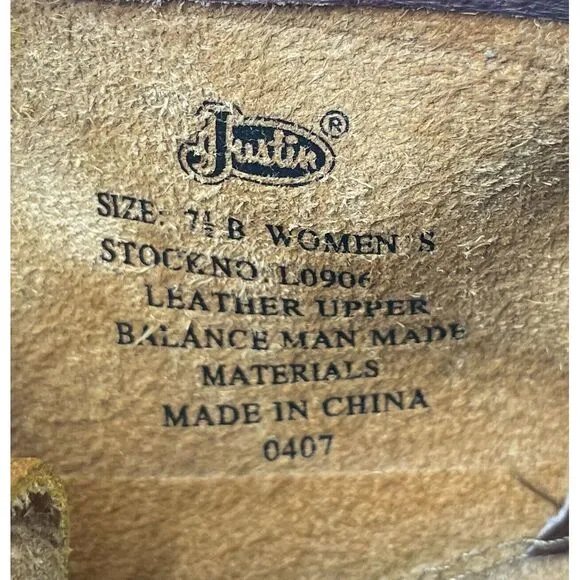 Justin®
SIZE: 7½ B WOMEN'S
STOCKNO. L0906
LEATHER UPPER
BALANCE MAN MADE
MATERIALS
MADE IN CHINA
0407